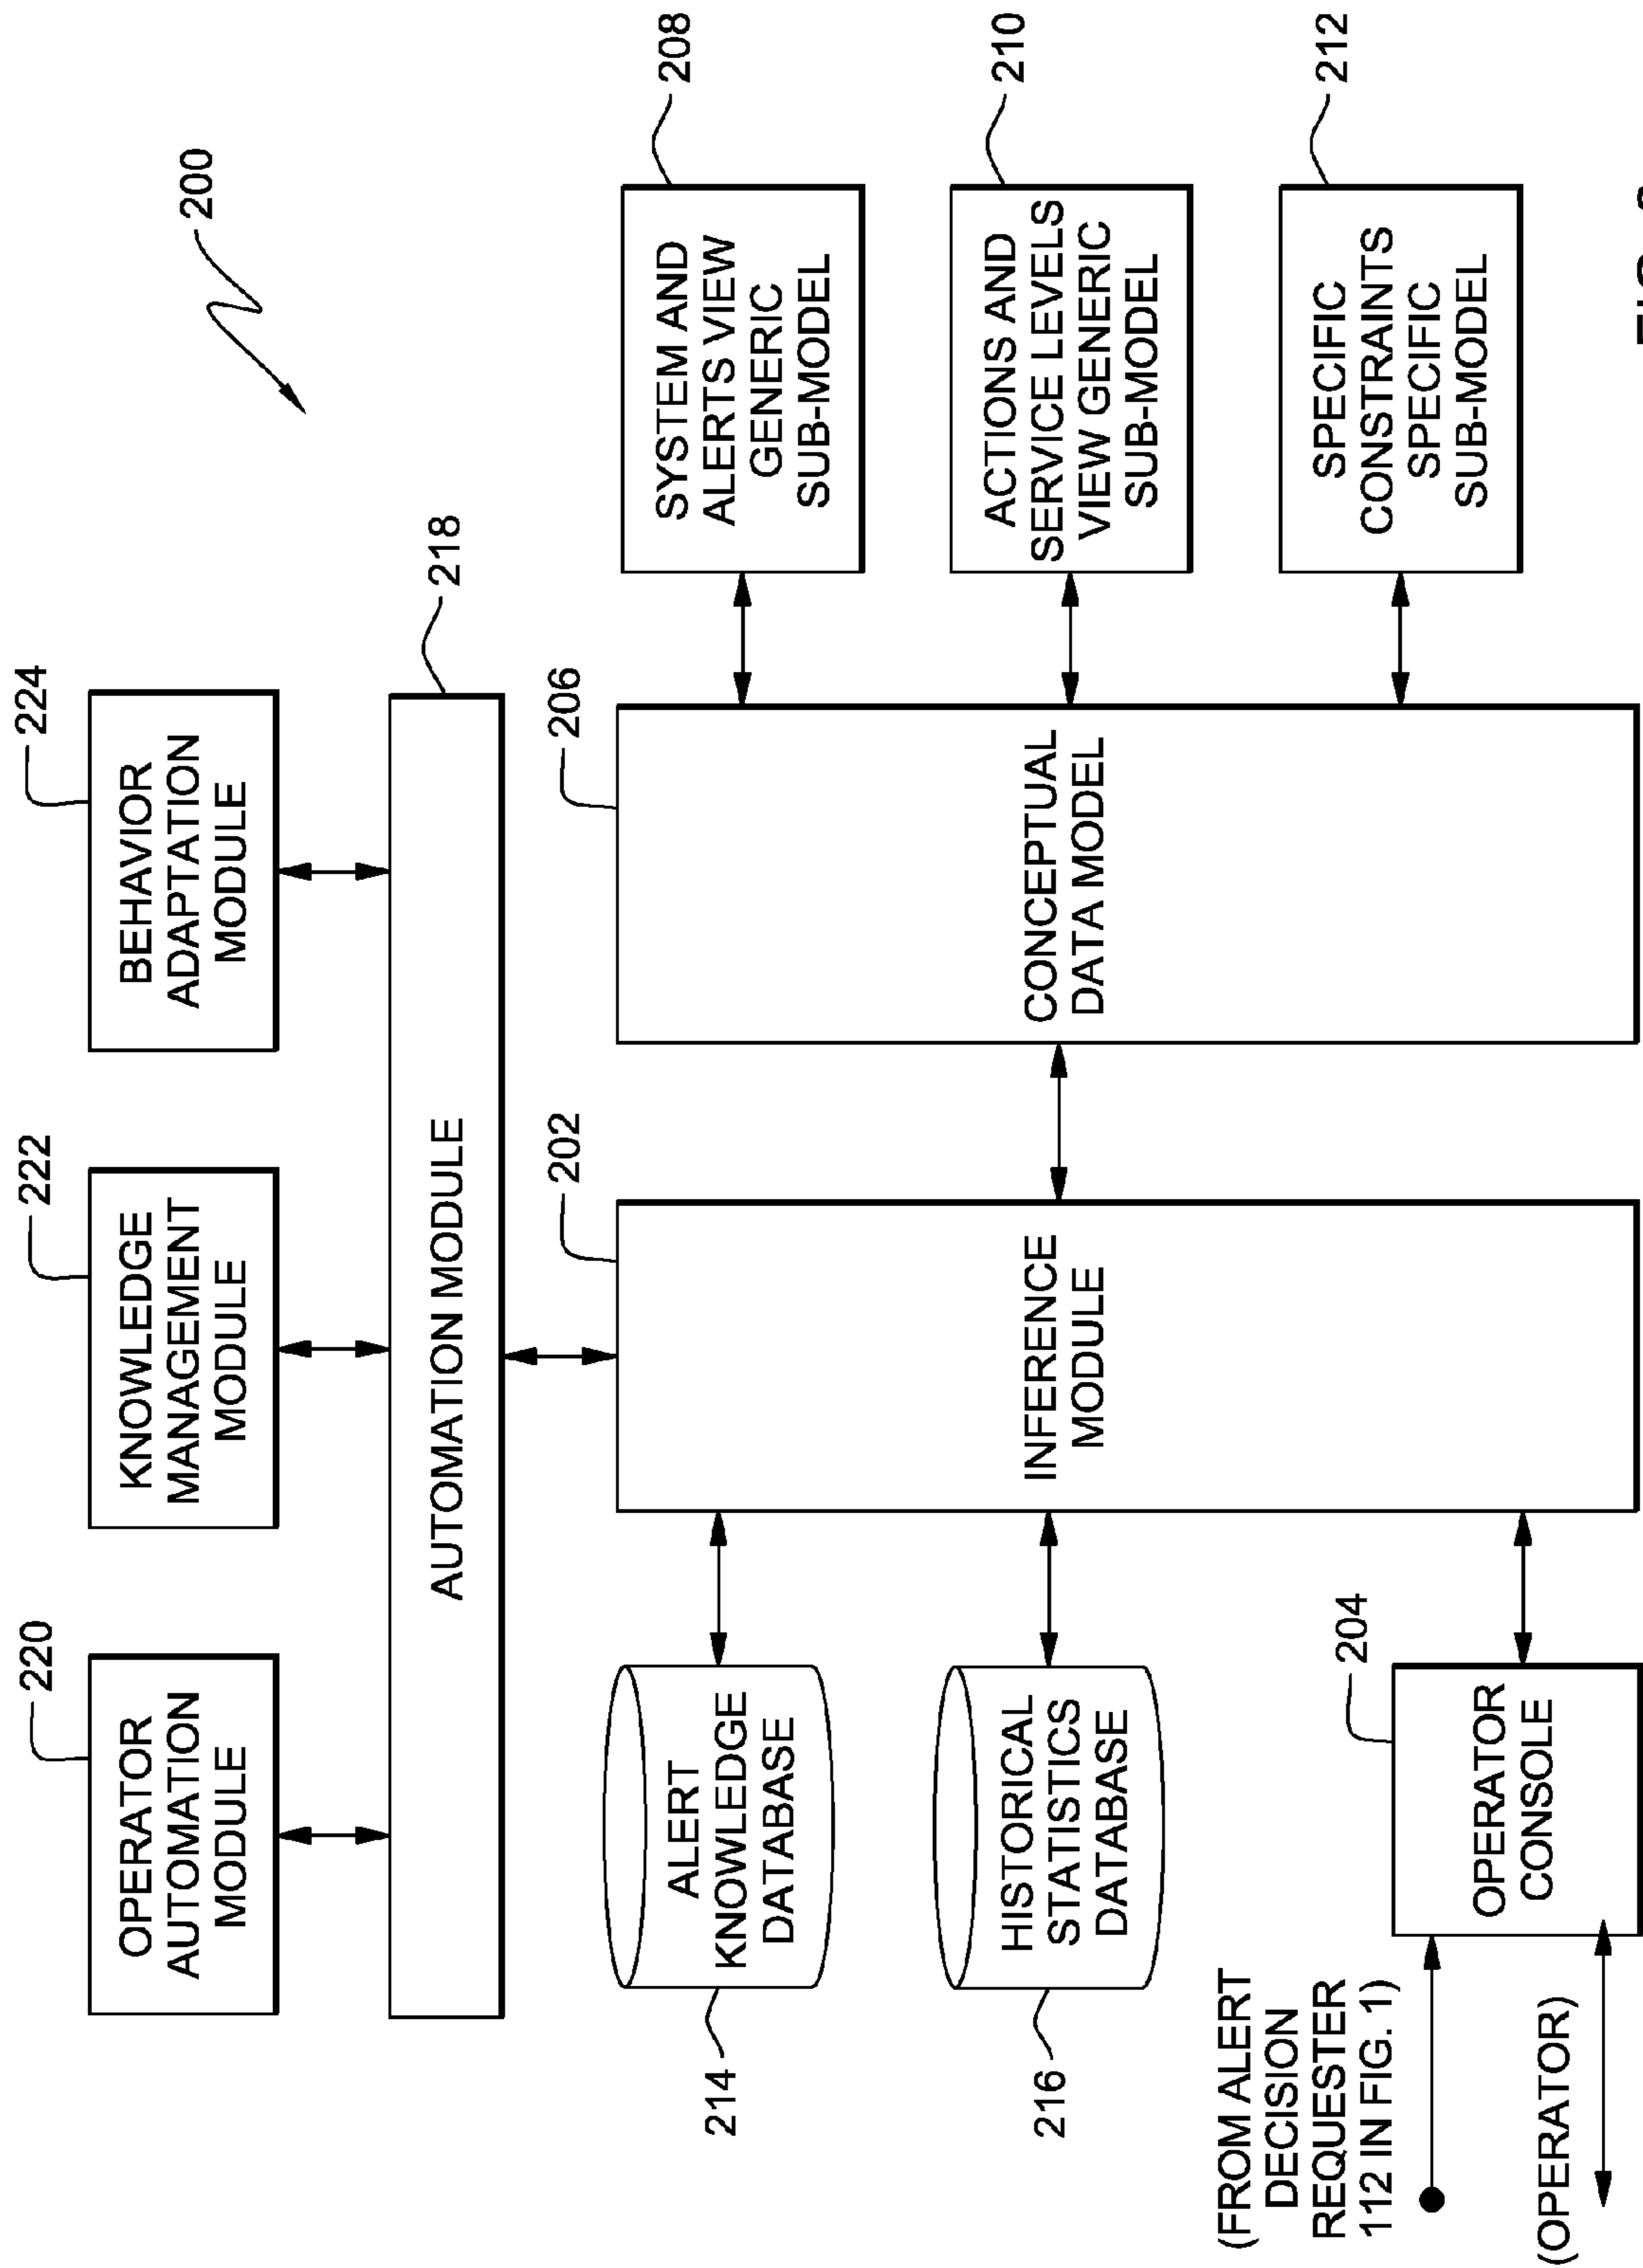 200
220
OPERATOR
AUTOMATION
MODULE
222
KNOWLEDGE
MANAGEMENT
MODULE
224
BEHAVIOR
ADAPTATION
MODULE
AUTOMATION MODULE
218
214
ALERT
KNOWLEDGE
DATABASE
216
HISTORICAL
STATISTICS
DATABASE
(FROM ALERT
DECISION
REQUESTER
112 IN FIG. 1)
(OPERATOR)
204
OPERATOR
CONSOLE
202
INFERENCE
MODULE
206
CONCEPTUAL
DATA MODEL
SYSTEM AND
ALERTS VIEW
GENERIC
SUB-MODEL
208
ACTIONS AND
SERVICE LEVELS
VIEW GENERIC
SUB-MODEL
210
SPECIFIC
CONSTRAINTS
SPECIFIC
SUB-MODEL
212